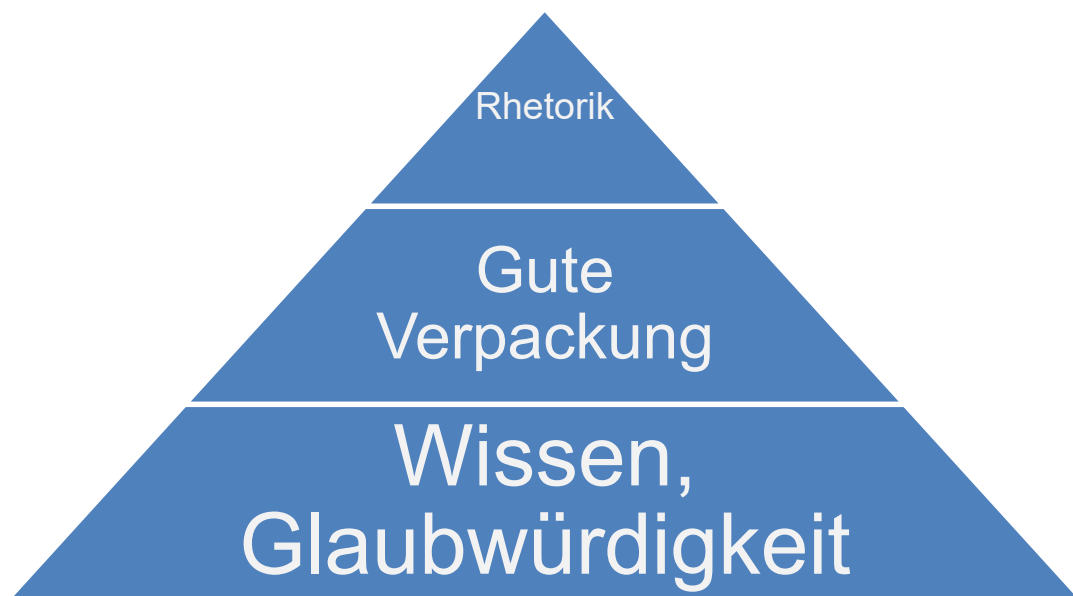 Rhetorik
Gute
Verpackung
Wissen,
Glaubwürdigkeit